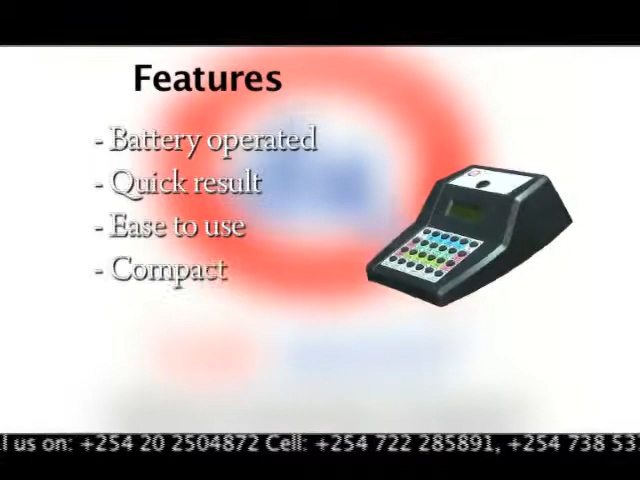 Features
- Battery operated
- Quick result
- Ease to use
- Compact
us on: +254 20 2504872 Cell: +254 722 285891, +254 738